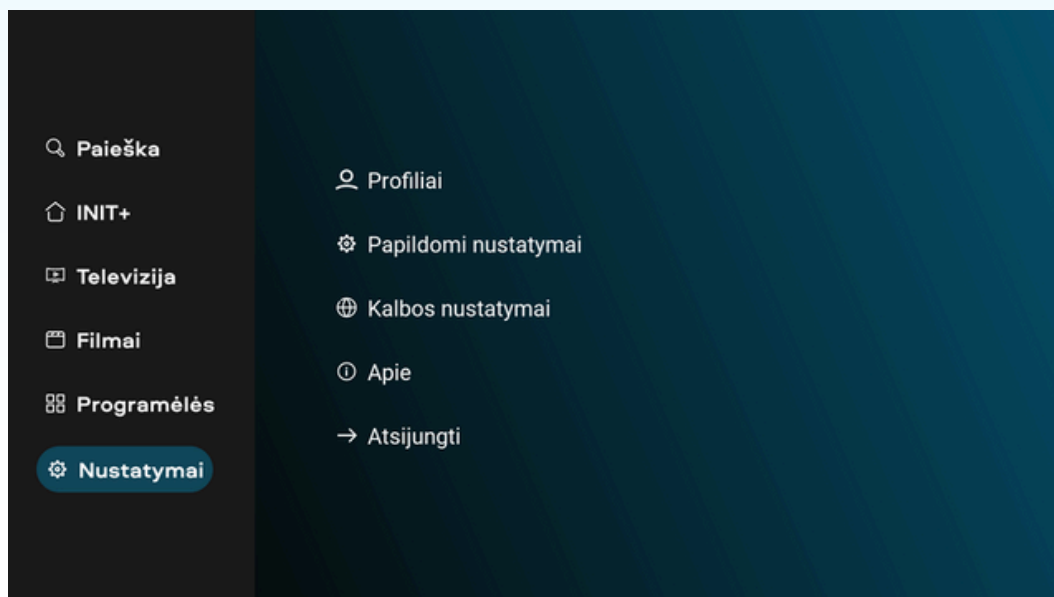 Paieška
INIT+
Televizija
Filmai
Programėlės
Nustatymai
Profiliai
Papildomi nustatymai
Kalbos nustatymai
Apie
Atsijungti